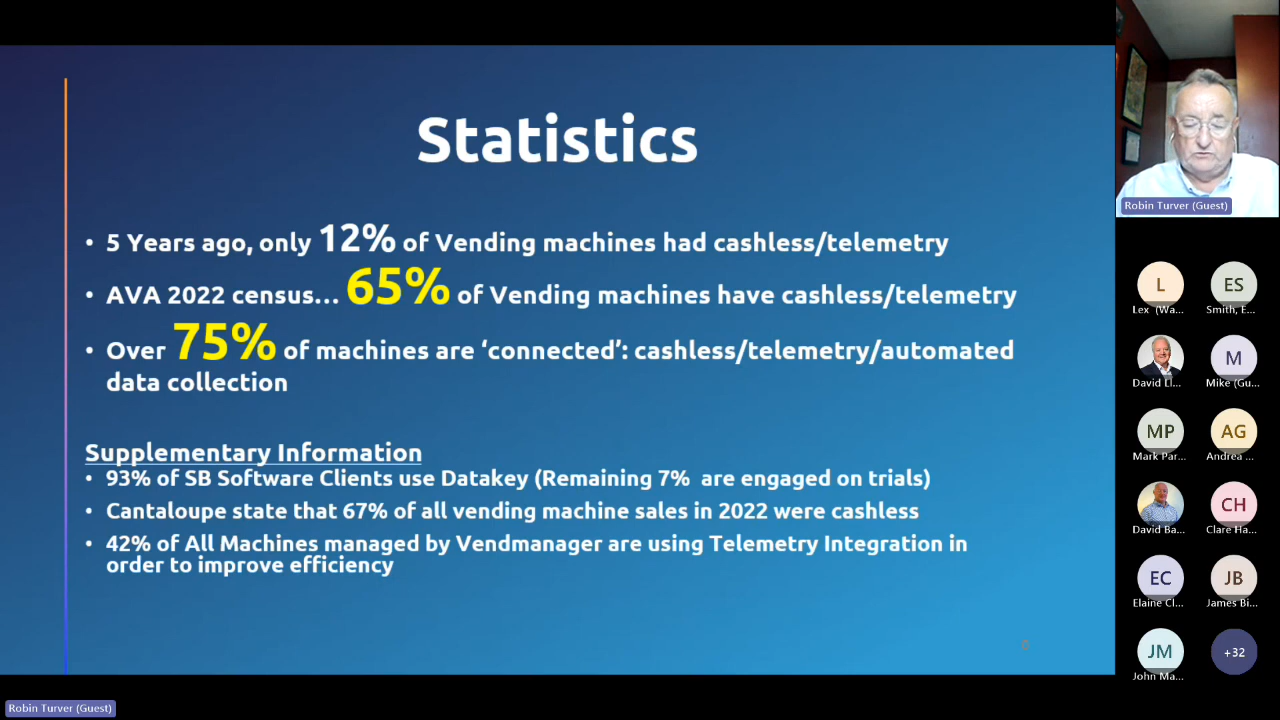 Statistics
• 5 Years ago, only 12% of Vending machines had cashless/telemetry
• AVA 2022 census... 65% of Vending machines have cashless/telemetry
• Over 75% of machines are ‘connected’: cashless/telemetry/automated
data collection
Supplementary Information
• 93% of SB Software Clients use Datakey (Remaining 7% are engaged on trials)
• Cantaloupe state that 67% of all vending machine sales in 2022 were cashless
• 42% of All Machines managed by Vendmanager are using Telemetry Integration in
order to improve efficiency
Robin Turver (Guest)
L
ES
Lex (Wa...
Smith, E...
M
David Ll...
Mike (Gu...
MP
AG
Mark Par...
Andrea ...
CH
David Ba...
Clare Ha...
EC
JB
Elaine Cl...
James Bi...
JM
+32
John Ma...
Robin Turver (Guest)